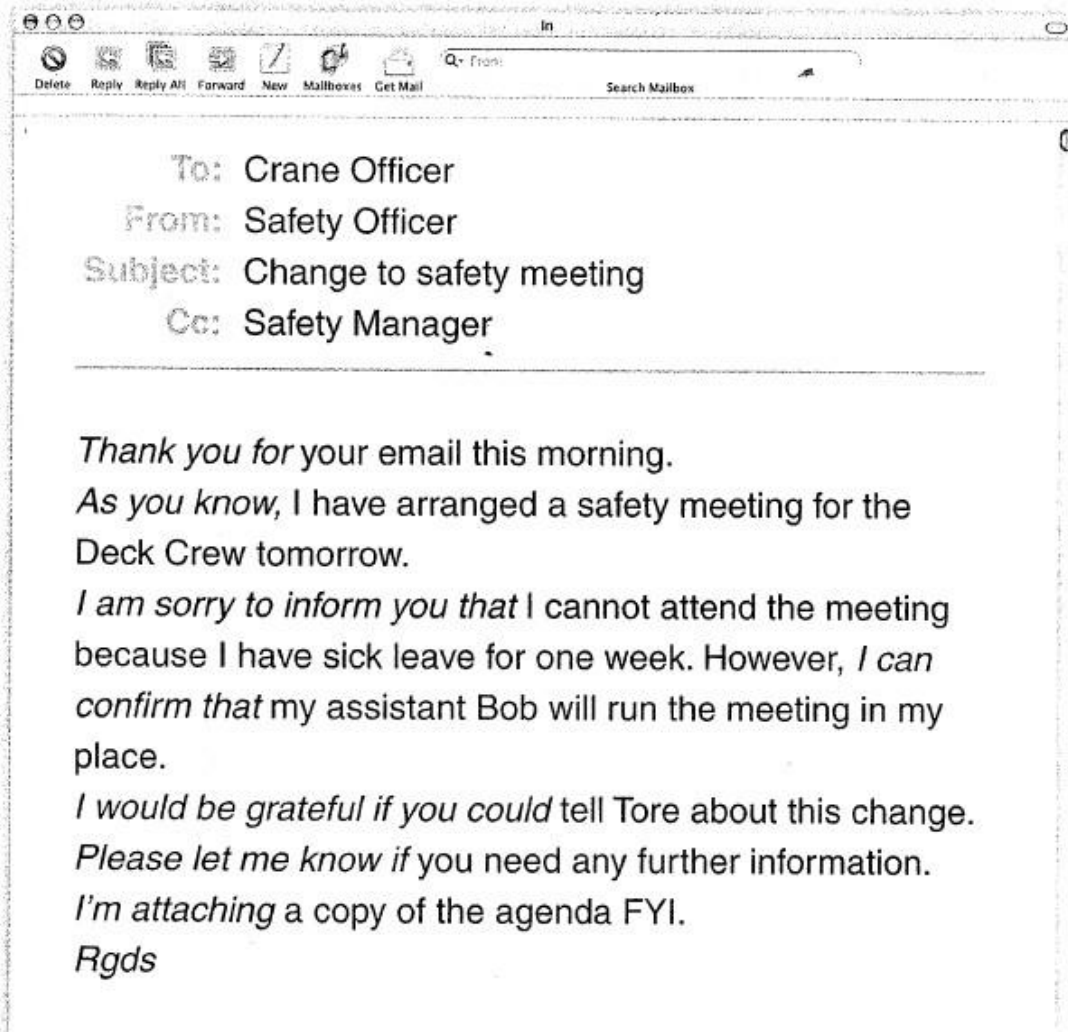 In
Delete Reply Reply All Forward New Mailboxes Get Mail Search Mailbox
To: Crane Officer
From: Safety Officer
Subject: Change to safety meeting
Cc: Safety Manager
Thank you for your email this morning.
As you know, I have arranged a safety meeting for the
Deck Crew tomorrow.
I am sorry to inform you that I cannot attend the meeting
because I have sick leave for one week. However, I can
confirm that my assistant Bob will run the meeting in my
place.
I would be grateful if you could tell Tore about this change.
Please let me know if you need any further information.
I'm attaching a copy of the agenda FYI.
Rgds